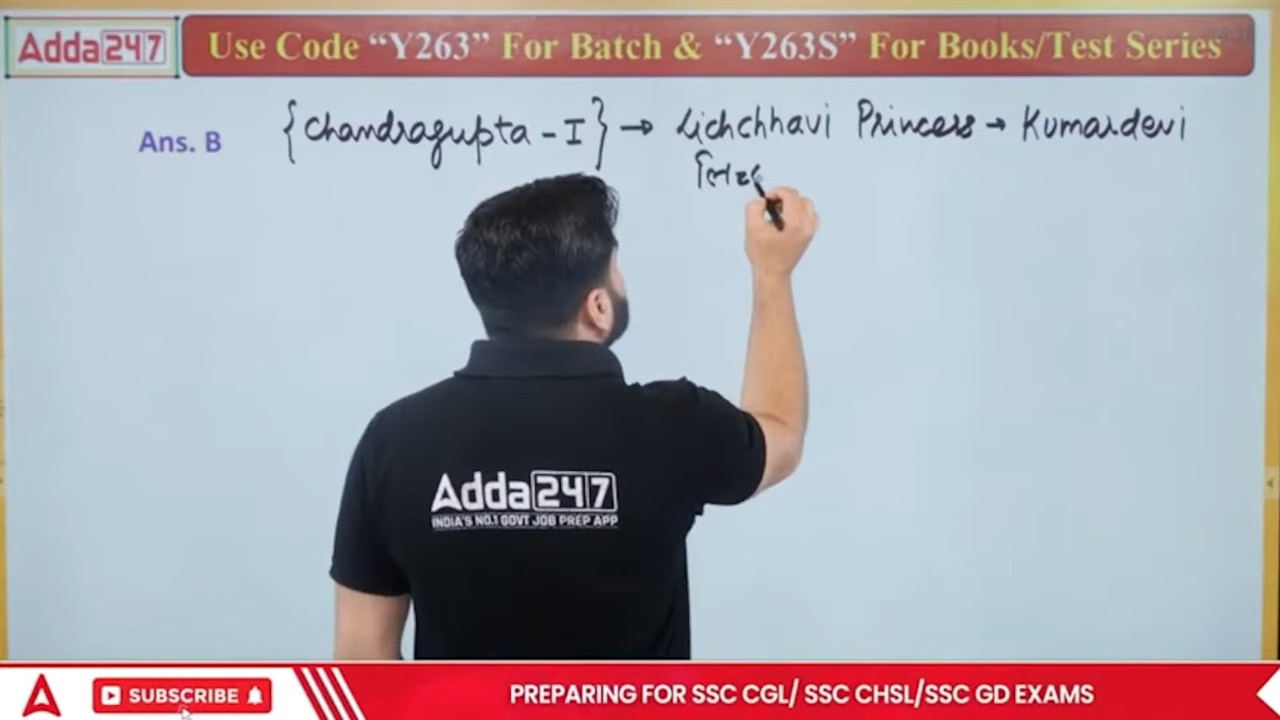 Adda247
Use Code “Y263” For Batch & “Y263S” For Books/Test Series
Ans. B
{Chandragupta - I} → Lichchhavi Princess → Kumardevi
Adda247
INDIA'S NO.1 GOVT JOB PREP APP
SUBSCRIBE
PREPARING FOR SSC CGL/ SSC CHSL/SSC GD EXAMS